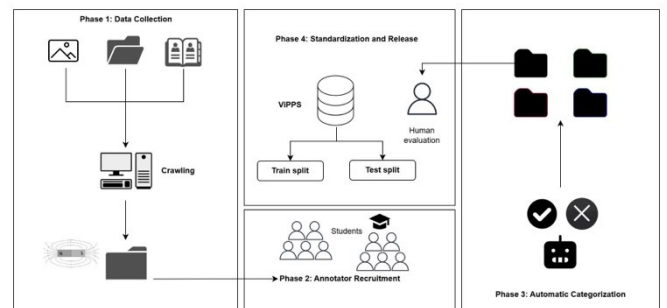 Phase 1: Data Collection
Crawling
Phase 4: Standardization and Release
ViPPS
Human
evaluation
Train split
Test split
Students
Phase 2: Annotator Recruitment
Phase 3: Automatic Categorization